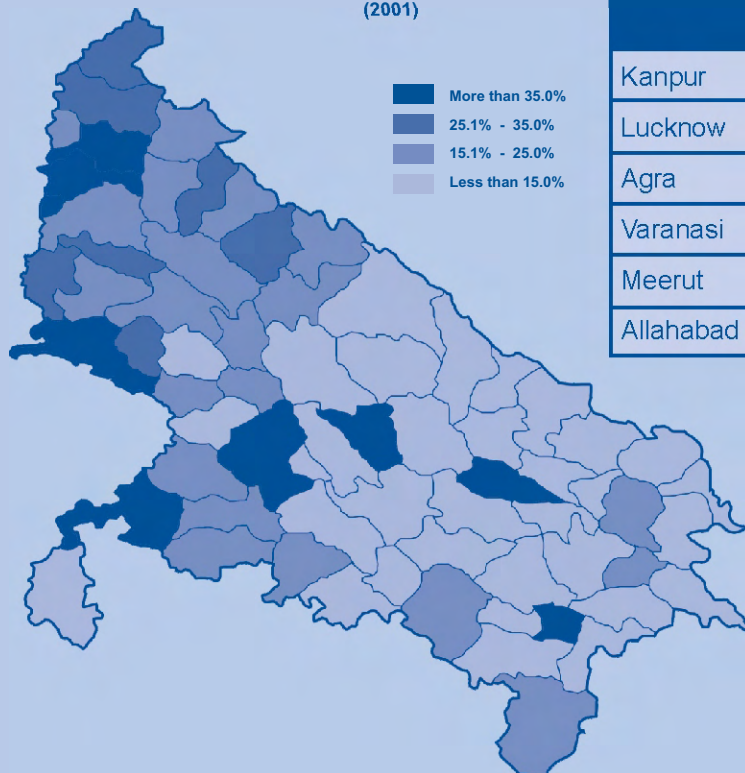 (2001)
More than 35.0%
25.1% - 35.0%
15.1% - 25.0%
Less than 15.0%
Kanpur
Lucknow
Agra
Varanasi
Meerut
Allahabad